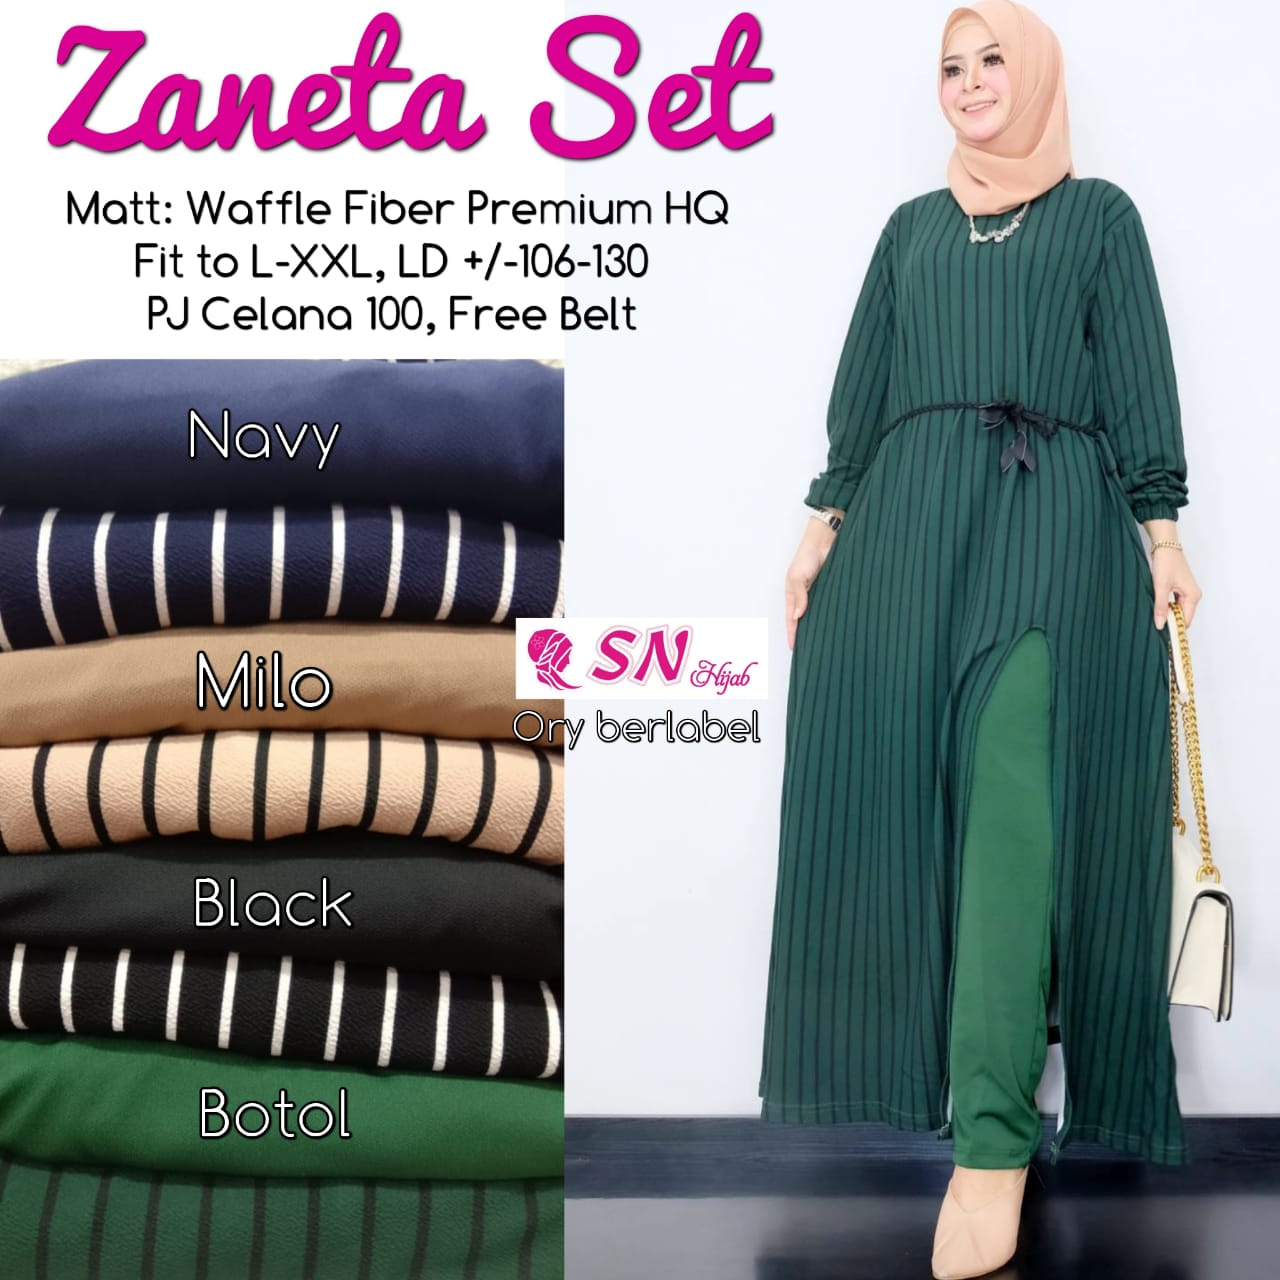 Zaneta Set
Matt: Waffle Fiber Premium HQ
Fit to L-XXL, LD +/-106-130
PJ Celana 100, Free Belt
Navy
Milo
SN Hijab
Ory berlabel
Black
Botol